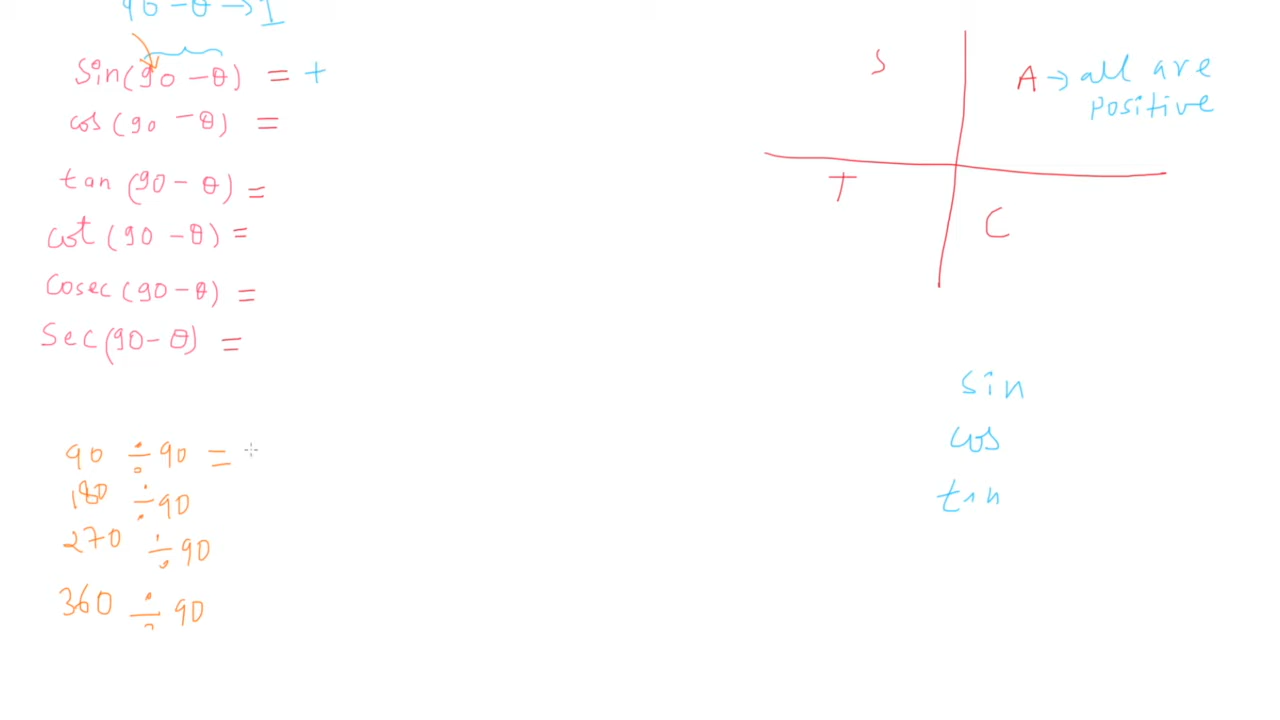 90 - θ → I
Sin(90 - θ) = +
cos(90 - θ) =
tan(90 - θ) =
cot(90 - θ) =
Cosec(90 - θ) =
Sec(90 - θ) =
90 ÷ 90 =
180 ÷ 90
270 ÷ 90
360 ÷ 90
S
A → all are
positive
T
C
sin
cos
tan